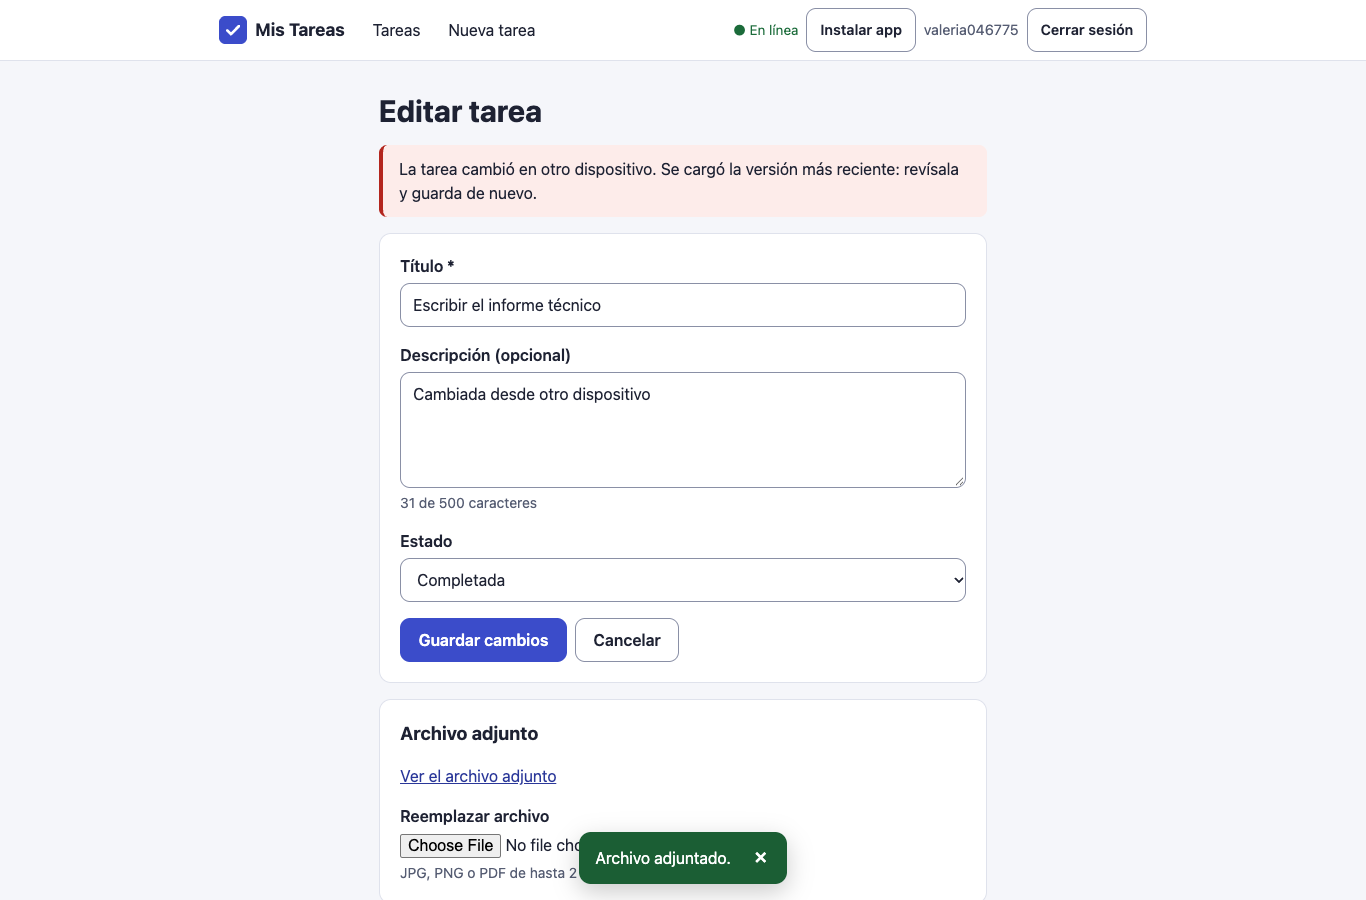 Mis Tareas Tareas Nueva tarea En línea Instalar app valeria046775 Cerrar sesión
Editar tarea
La tarea cambió en otro dispositivo. Se cargó la versión más reciente: revísala
y guarda de nuevo.
Título *
Escribir el informe técnico
Descripción (opcional)
Cambiada desde otro dispositivo
31 de 500 caracteres
Estado
Completada
Guardar cambios Cancelar
Archivo adjunto
Ver el archivo adjunto
Reemplazar archivo
Choose File No file
Archivo adjuntado.
JPG, PNG o PDF de hasta 2